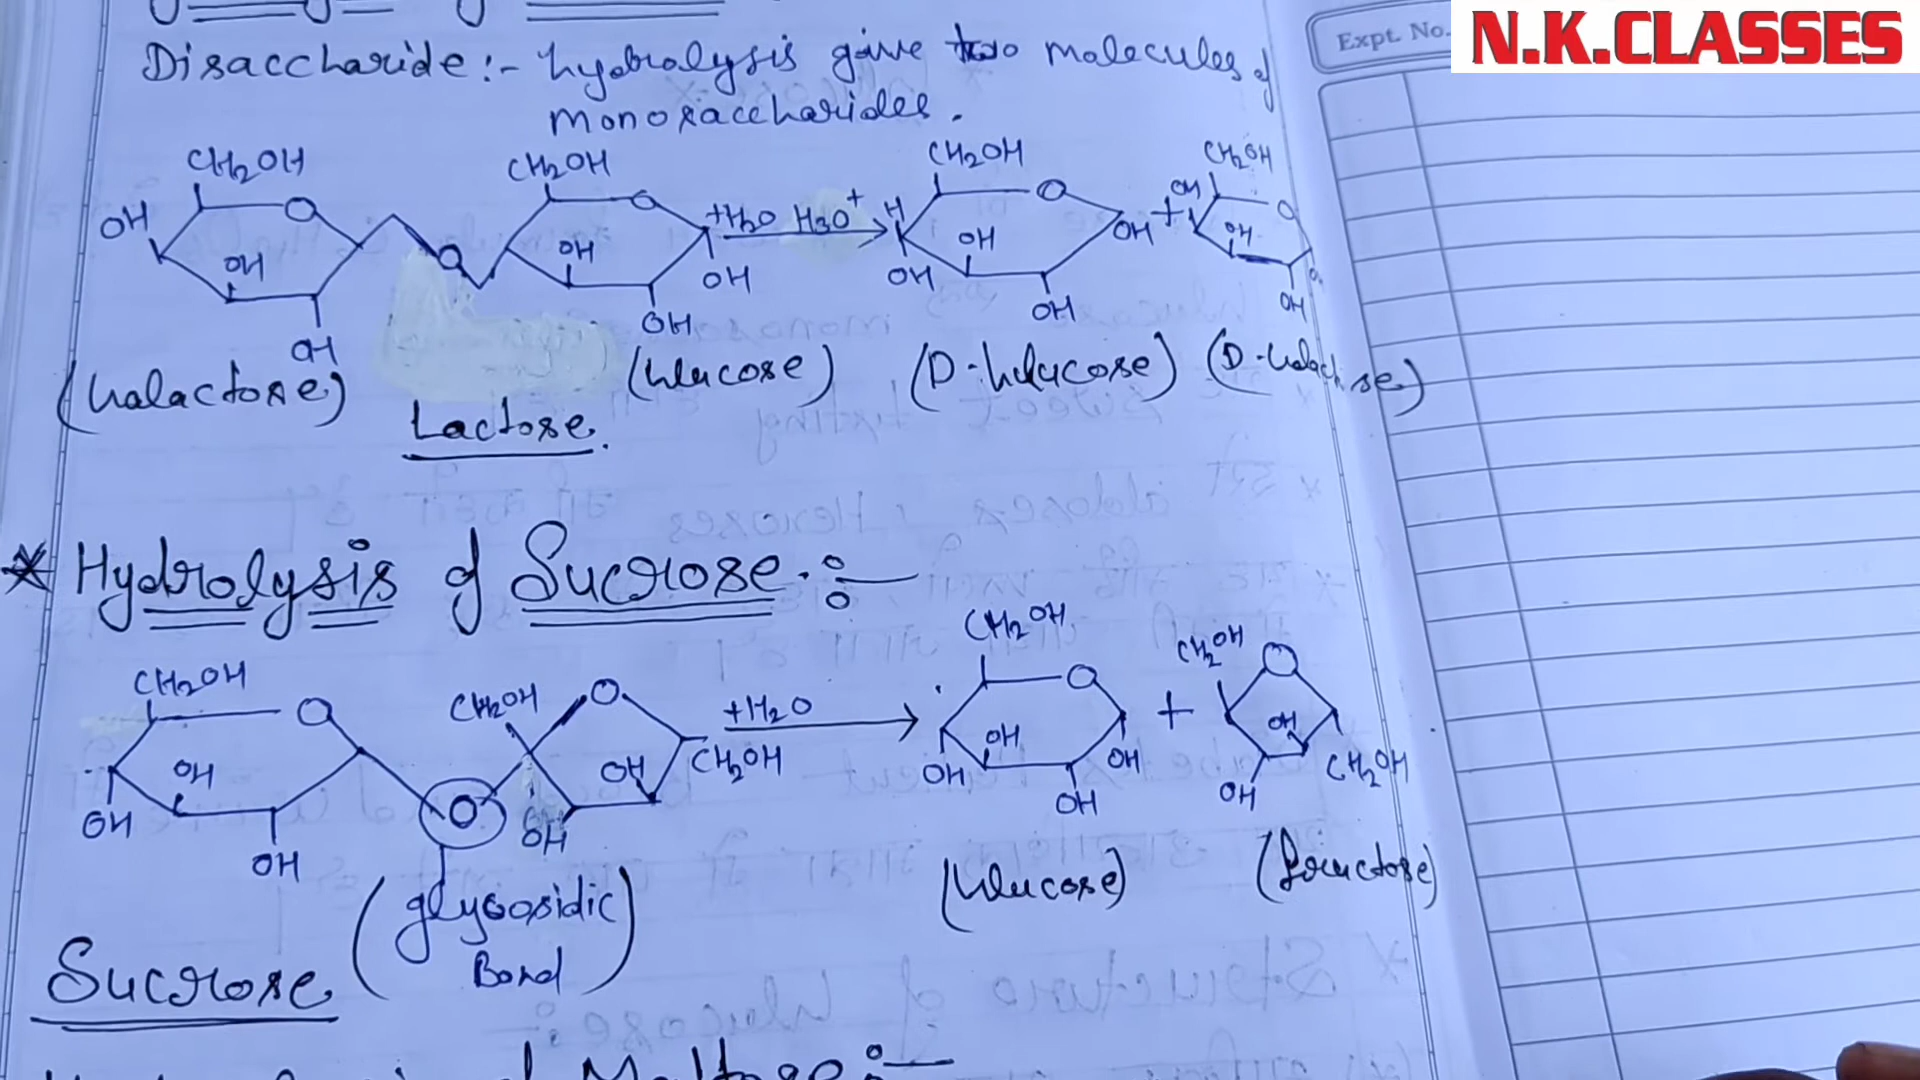 Expt. No.
N.K.CLASSES
Disaccharide:- hydrolysis give two molecules of
monosaccharides.
CH2OH CH2OH CH2OH CH2OH
OH O O +H2O H3O+ H O + OH O
OH O OH OH OH OH
OH OH
OH OH OH OH
(Galactose) (Glucose) (D-Glucose)
Lactose.
* Hydrolysis of Sucrose :-
CH2OH O CH2OH O +H2O CH2OH O + CH2OH O
OH OH CH2OH OH OH
OH O OH OH OH CH2OH
OH OH OH
(glycosidic (Glucose) (Fructose)
Bond)
Sucrose